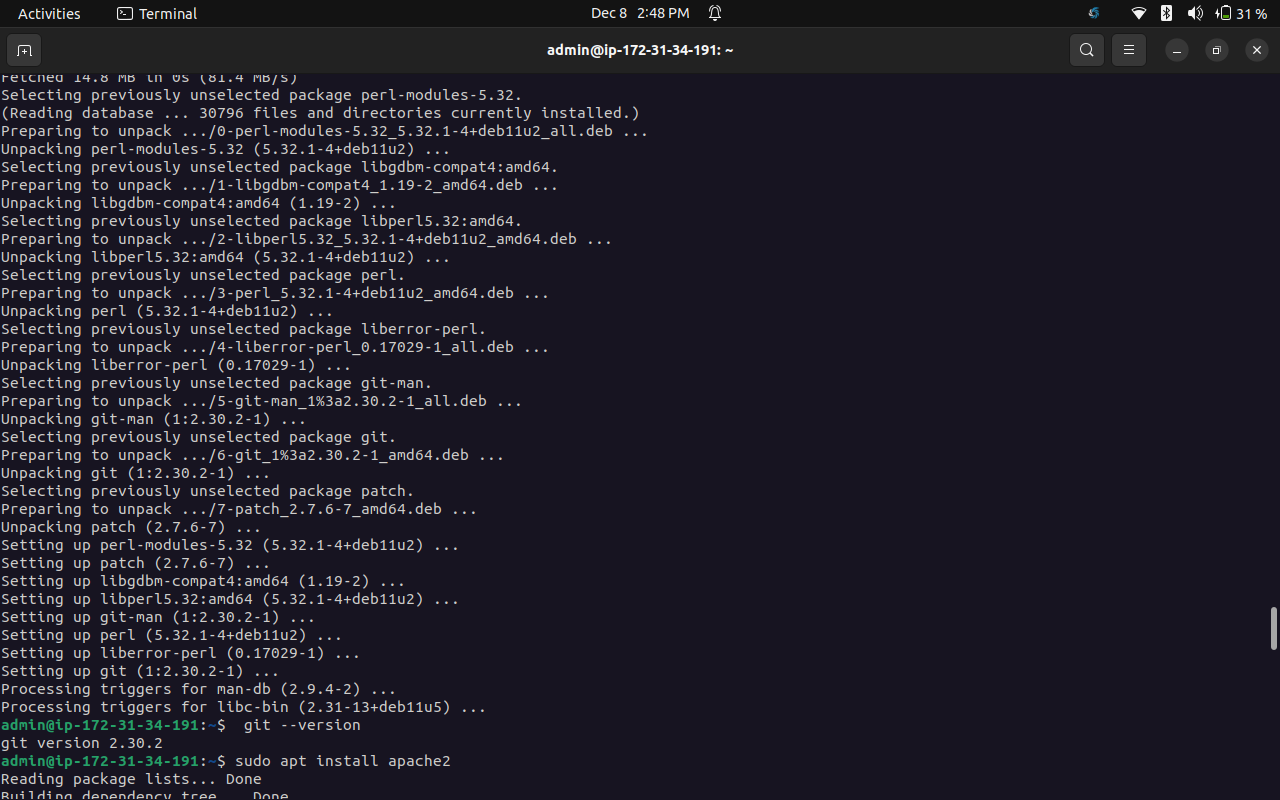 Activities Terminal Dec 8 2:48 PM 31 %
admin@ip-172-31-34-191: ~
Fetched 14.8 MB in 0s (81.4 MB/s)
Selecting previously unselected package perl-modules-5.32.
(Reading database ... 30796 files and directories currently installed.)
Preparing to unpack .../0-perl-modules-5.32_5.32.1-4+deb11u2_all.deb ...
Unpacking perl-modules-5.32 (5.32.1-4+deb11u2) ...
Selecting previously unselected package libgdbm-compat4:amd64.
Preparing to unpack .../1-libgdbm-compat4_1.19-2_amd64.deb ...
Unpacking libgdbm-compat4:amd64 (1.19-2) ...
Selecting previously unselected package libperl5.32:amd64.
Preparing to unpack .../2-libperl5.32_5.32.1-4+deb11u2_amd64.deb ...
Unpacking libperl5.32:amd64 (5.32.1-4+deb11u2) ...
Selecting previously unselected package perl.
Preparing to unpack .../3-perl_5.32.1-4+deb11u2_amd64.deb ...
Unpacking perl (5.32.1-4+deb11u2) ...
Selecting previously unselected package liberror-perl.
Preparing to unpack .../4-liberror-perl_0.17029-1_all.deb ...
Unpacking liberror-perl (0.17029-1) ...
Selecting previously unselected package git-man.
Preparing to unpack .../5-git-man_1%3a2.30.2-1_all.deb ...
Unpacking git-man (1:2.30.2-1) ...
Selecting previously unselected package git.
Preparing to unpack .../6-git_1%3a2.30.2-1_amd64.deb ...
Unpacking git (1:2.30.2-1) ...
Selecting previously unselected package patch.
Preparing to unpack .../7-patch_2.7.6-7_amd64.deb ...
Unpacking patch (2.7.6-7) ...
Setting up perl-modules-5.32 (5.32.1-4+deb11u2) ...
Setting up patch (2.7.6-7) ...
Setting up libgdbm-compat4:amd64 (1.19-2) ...
Setting up libperl5.32:amd64 (5.32.1-4+deb11u2) ...
Setting up git-man (1:2.30.2-1) ...
Setting up perl (5.32.1-4+deb11u2) ...
Setting up liberror-perl (0.17029-1) ...
Setting up git (1:2.30.2-1) ...
Processing triggers for man-db (2.9.4-2) ...
Processing triggers for libc-bin (2.31-13+deb11u5) ...
admin@ip-172-31-34-191:~$  git --version
git version 2.30.2
admin@ip-172-31-34-191:~$ sudo apt install apache2
Reading package lists... Done
Building dependency tree... Done